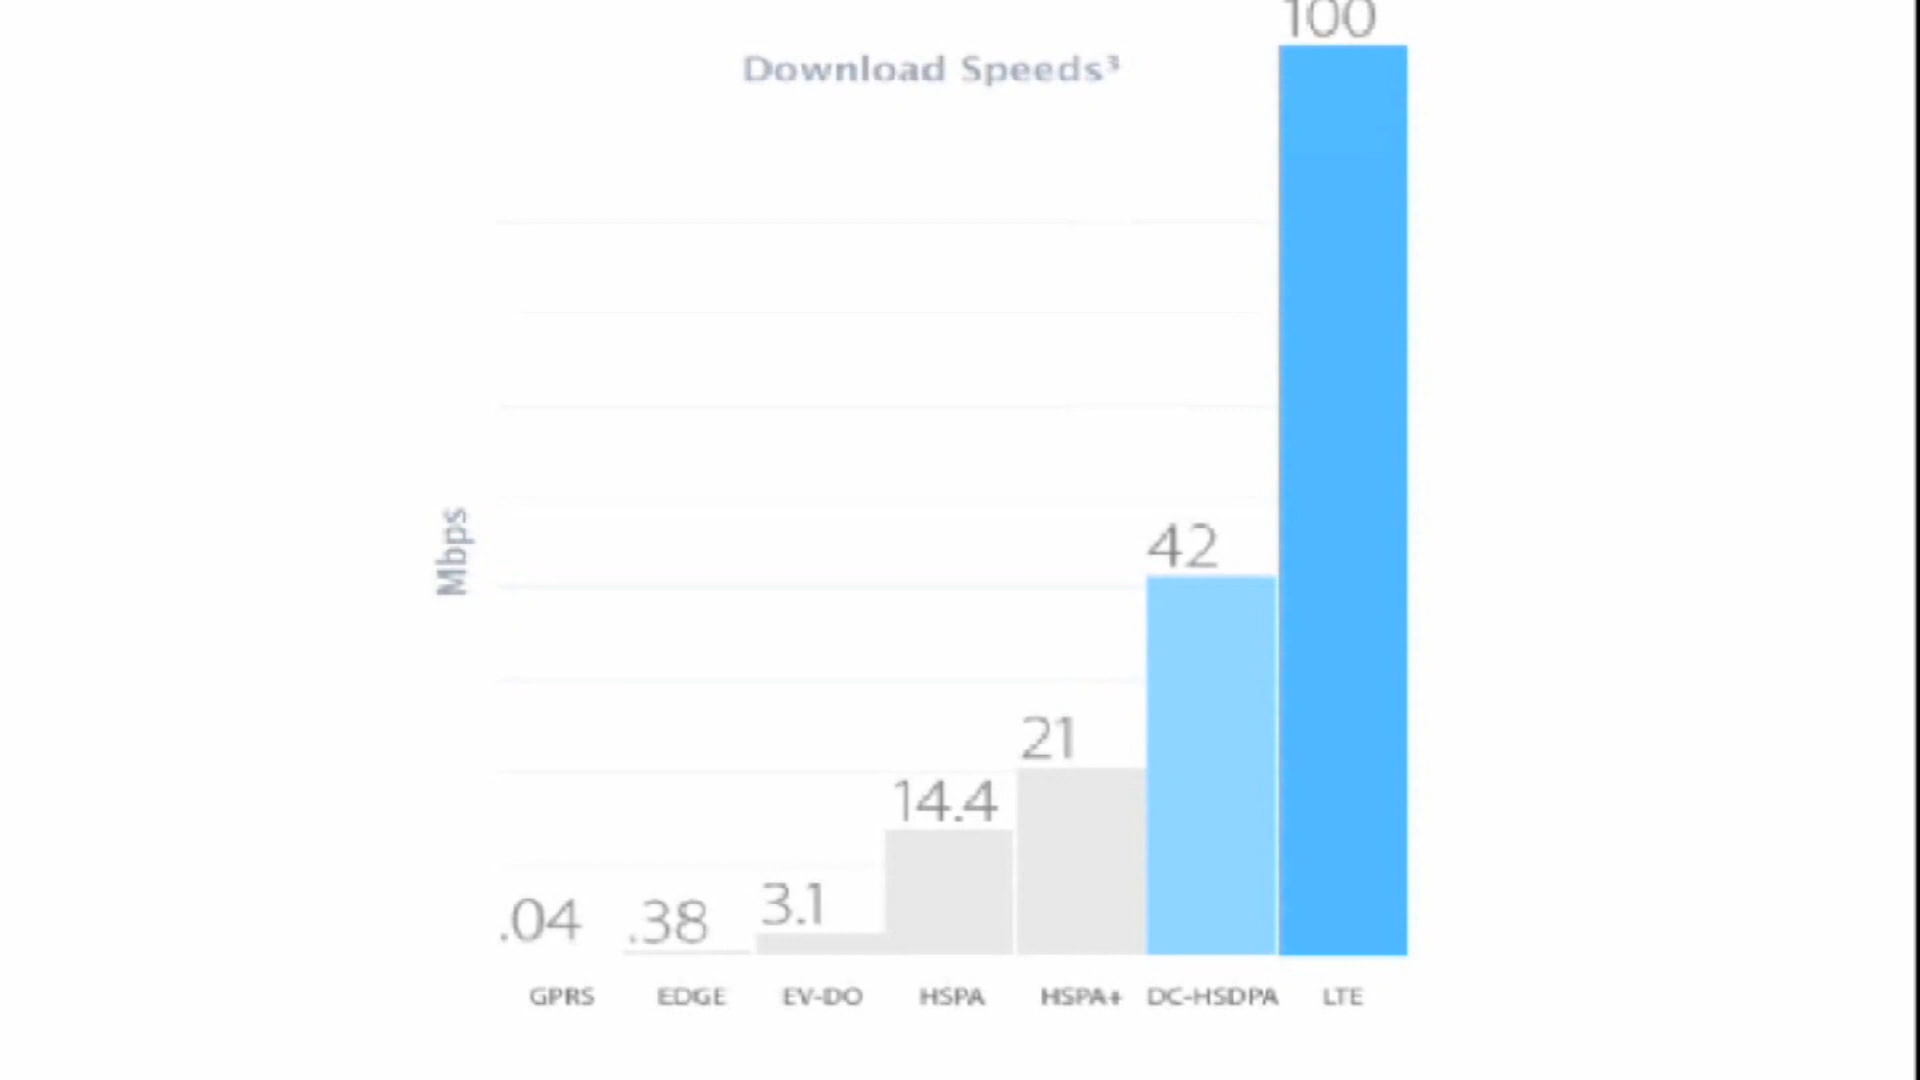 100
Download Speeds³
Mbps
42
21
14.4
3.1
.38
.04
GPRS EDGE EV-DO HSPA HSPA+ DC-HSDPA LTE